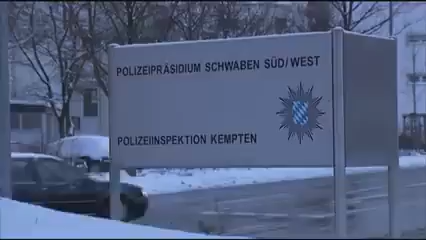 POLIZEIPRÄSIDIUM SCHWABEN SÜD/WEST
POLIZEIINSPEKTION KEMPTEN